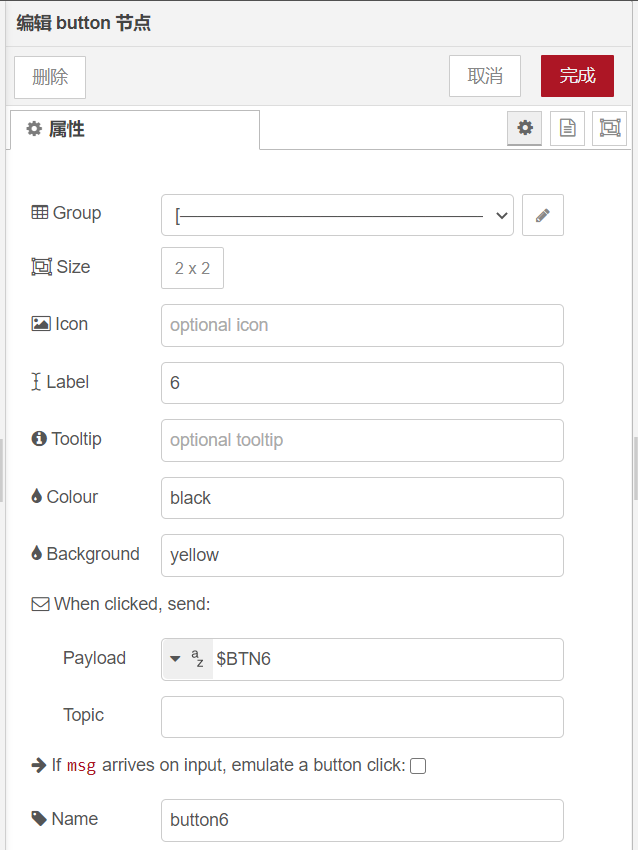 编辑 button 节点
删除
取消
完成
属性
Group
[
Size
2 x 2
Icon
optional icon
Label
6
Tooltip
optional tooltip
Colour
black
Background
yellow
When clicked, send:
Payload
a z $BTN6
Topic
If msg arrives on input, emulate a button click:
Name
button6